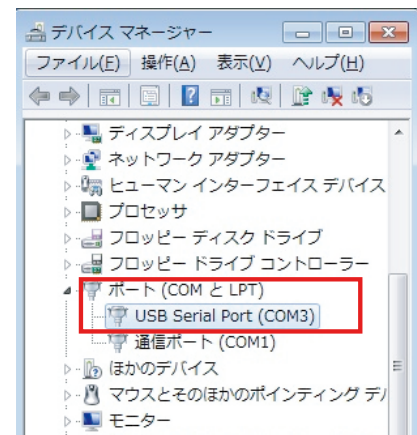 デバイス マネージャー
ファイル(F) 操作(A) 表示(V) ヘルプ(H)
ディスプレイ アダプター
ネットワーク アダプター
ヒューマン インターフェイス デバイス
プロセッサ
フロッピー ディスク ドライブ
フロッピー ドライブ コントローラー
ポート (COM と LPT)
USB Serial Port (COM3)
通信ポート (COM1)
ほかのデバイス
マウスとそのほかのポインティング デ
モニター